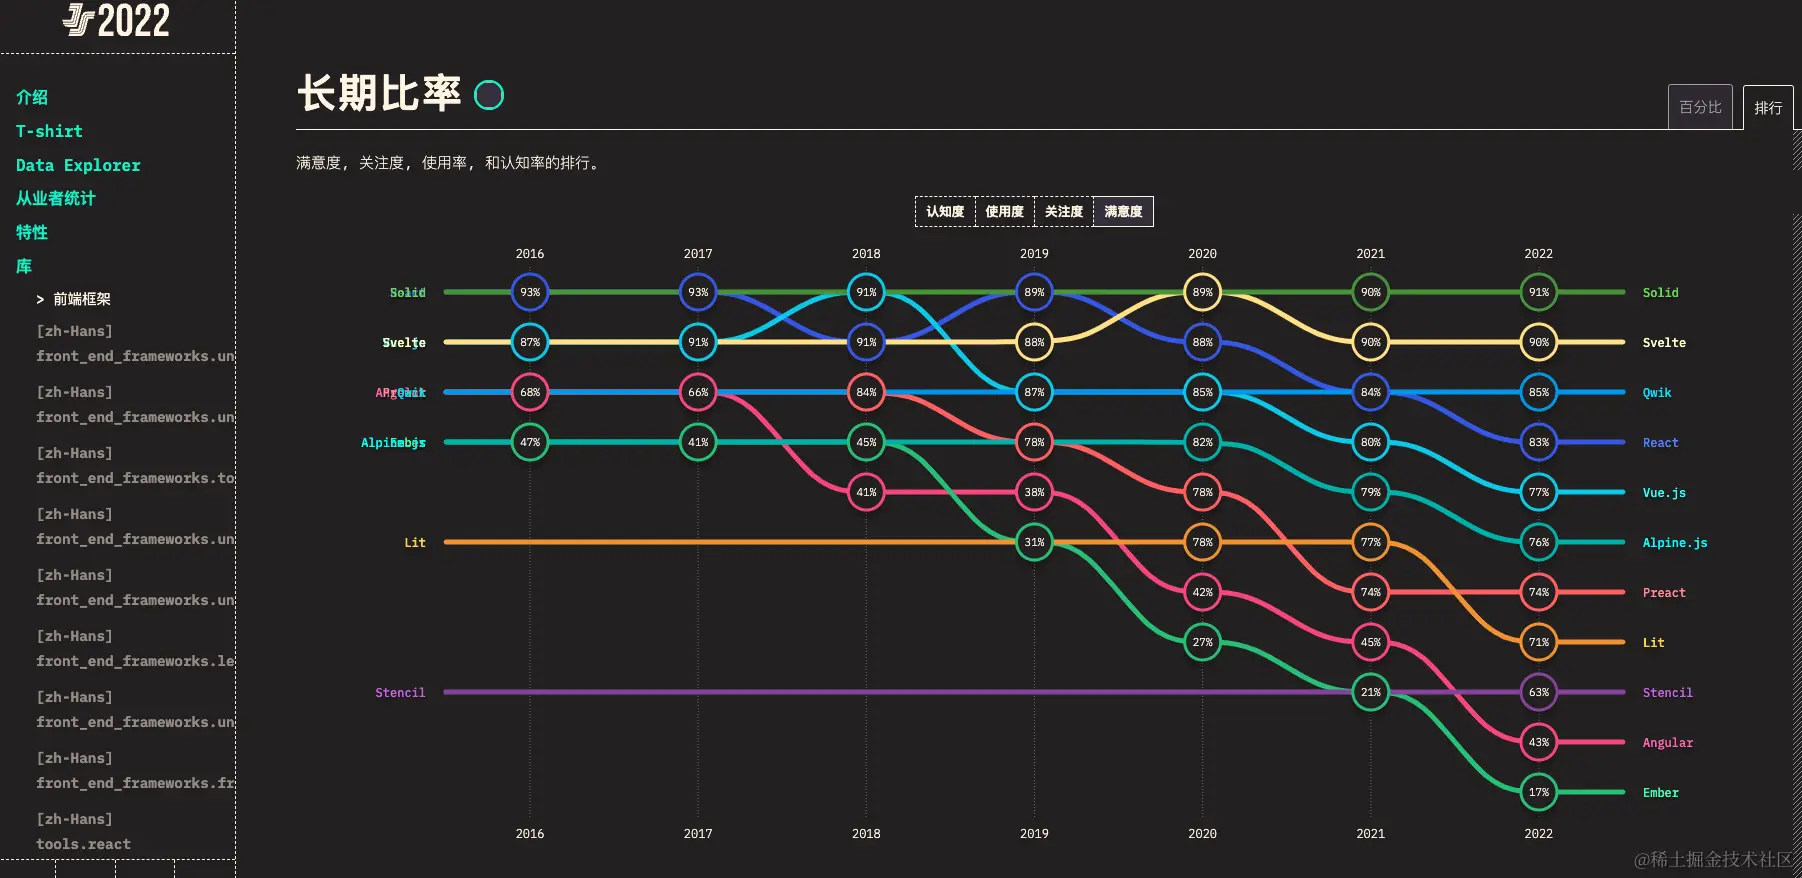 JS 2022
介绍
T-shirt
Data Explorer
从业者统计
特性
库
> 前端框架
[zh-Hans]
front_end_frameworks.un
[zh-Hans]
front_end_frameworks.un
[zh-Hans]
front_end_frameworks.to
[zh-Hans]
front_end_frameworks.un
[zh-Hans]
front_end_frameworks.un
[zh-Hans]
front_end_frameworks.le
[zh-Hans]
front_end_frameworks.un
[zh-Hans]
front_end_frameworks.fr
[zh-Hans]
tools.react
长期比率
百分比 排行
满意度, 关注度, 使用率, 和认知率的排行。
认知度 使用度 关注度 满意度
2016 2017 2018 2019 2020 2021 2022
Solid 93% 93% 91% 89% 89% 90% 91% Solid
Svelte 87% 91% 91% 88% 88% 90% 90% Svelte
68% 66% 84% 87% 85% 84% 85% Qwik
47% 41% 45% 78% 82% 80% 83% React
41% 38% 78% 79% 77% Vue.js
Lit 31% 78% 77% 76% Alpine.js
42% 74% 74% Preact
27% 45% 71% Lit
Stencil 21% 63% Stencil
43% Angular
17% Ember
2016 2017 2018 2019 2020 2021 2022
@稀土掘金技术社区